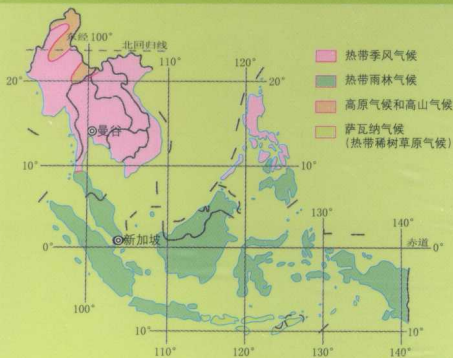 东经100°
北回归线
20°
110°
120°
20°
热带季风气候
热带雨林气候
高原气候和高山气候
萨瓦纳气候
(热带稀树草原气候)
曼谷
10°
10°
130°
140°
新加坡
0°
赤道
0°
100°
10°
10°
110°
120°
130°
140°